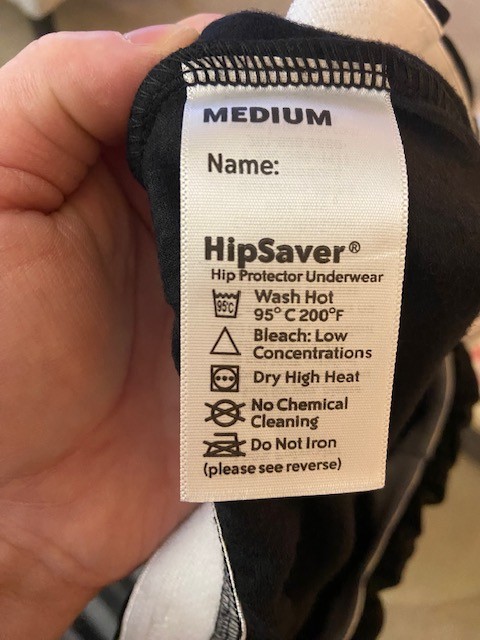 MEDIUM
Name:
HipSaver®
Hip Protector Underwear
95°C
Wash Hot
95°C 200°F
Bleach: Low
Concentrations
Dry High Heat
No Chemical
Cleaning
Do Not Iron
(please see reverse)